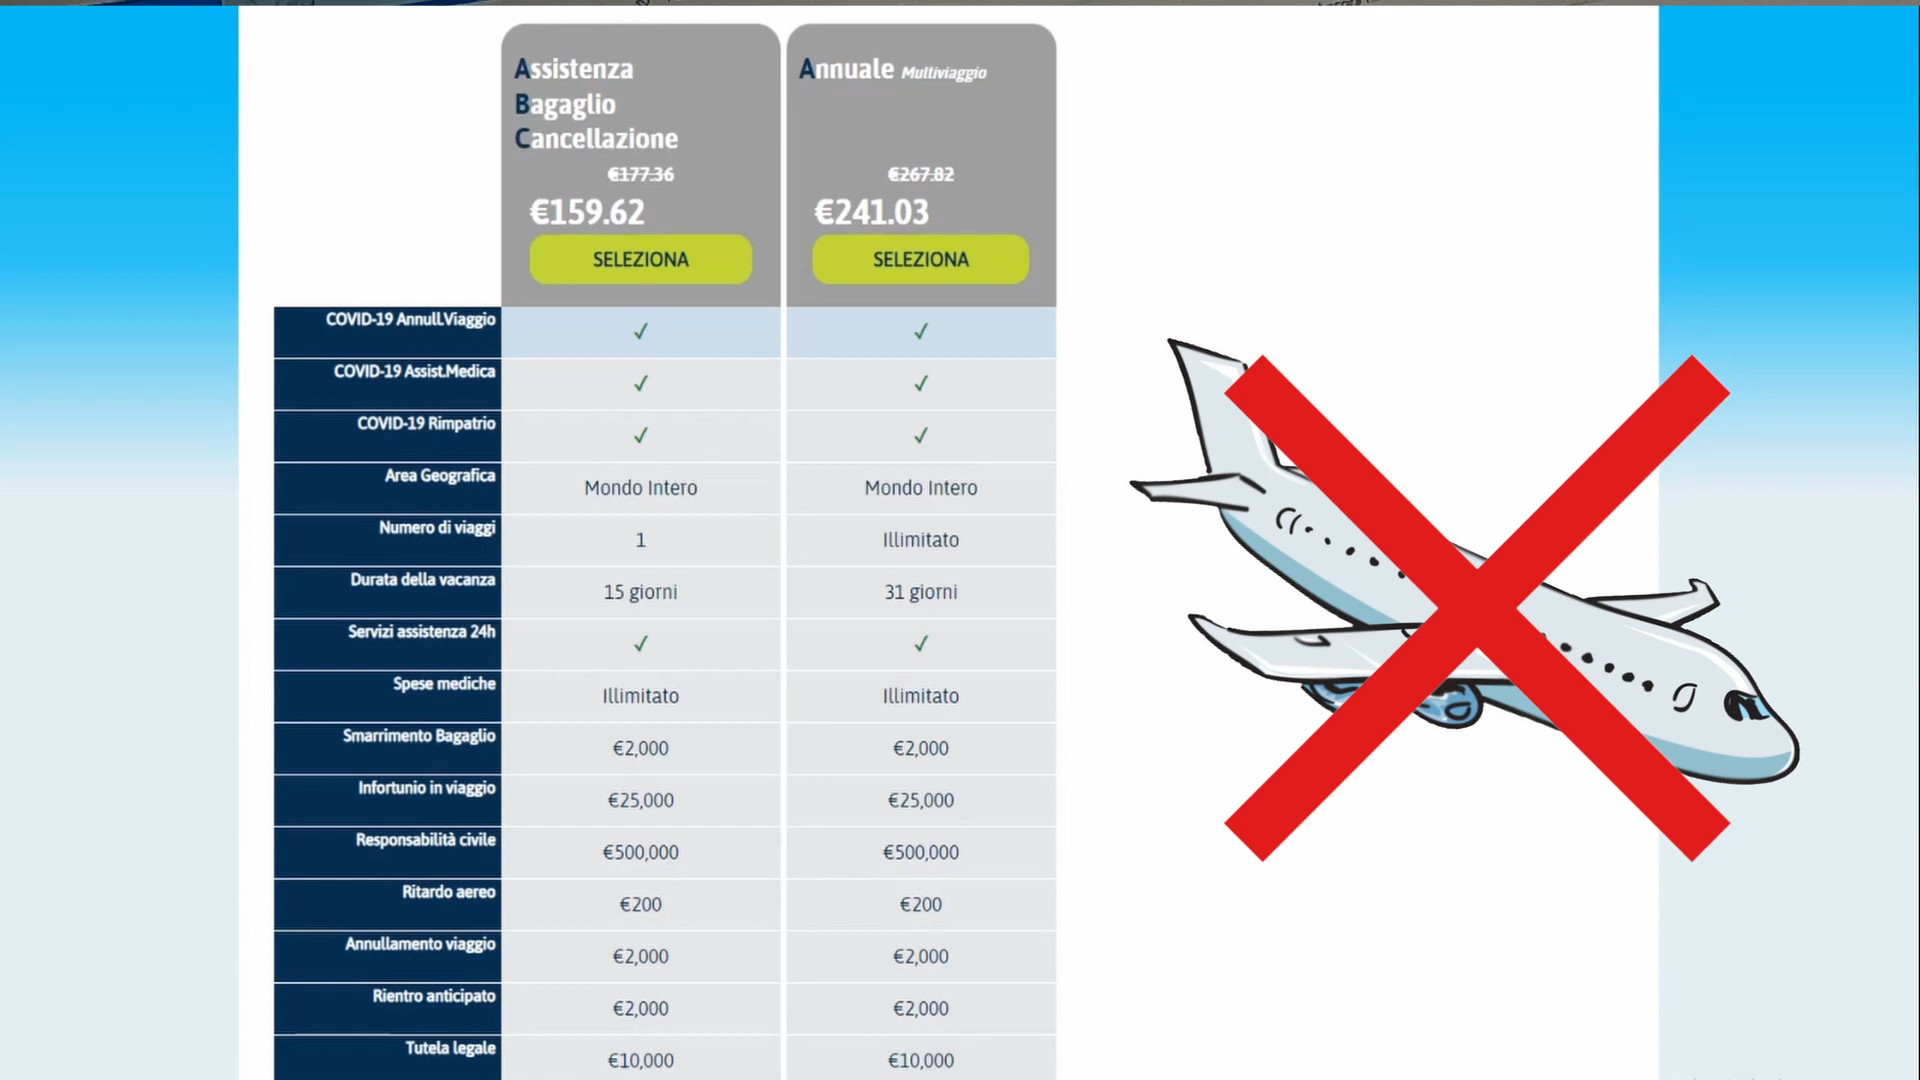 Assistenza
Bagaglio
Cancellazione
€177.36
€159.62
SELEZIONA
Annuale Multiviaggio
€267.82
€241.03
SELEZIONA
COVID-19 Annull.Viaggio ✓ ✓
COVID-19 Assist.Medica ✓ ✓
COVID-19 Rimpatrio ✓ ✓
Area Geografica Mondo Intero Mondo Intero
Numero di viaggi 1 Illimitato
Durata della vacanza 15 giorni 31 giorni
Servizi assistenza 24h ✓ ✓
Spese mediche Illimitato Illimitato
Smarrimento Bagaglio €2,000 €2,000
Infortunio in viaggio €25,000 €25,000
Responsabilità civile €500,000 €500,000
Ritardo aereo €200 €200
Annullamento viaggio €2,000 €2,000
Rientro anticipato €2,000 €2,000
Tutela legale €10,000 €10,000